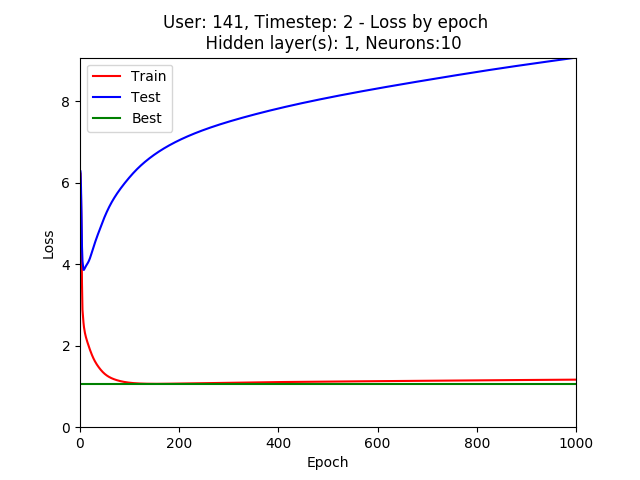 User: 141, Timestep: 2 - Loss by epoch
Hidden layer(s): 1, Neurons:10
Train
Test
Best
8
6
4
2
0
Loss
0 200 400 600 800 1000
Epoch